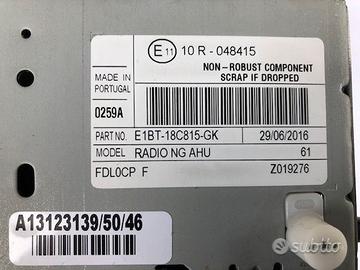 E 11 10 R - 048415
NON - ROBUST COMPONENT
SCRAP IF DROPPED
MADE IN
PORTUGAL
0259A
PART NO. E1BT-18C815-GK 29/06/2016
MODEL RADIO NG AHU 61
FDL0CP F Z019276
A13123139/50/46
subito